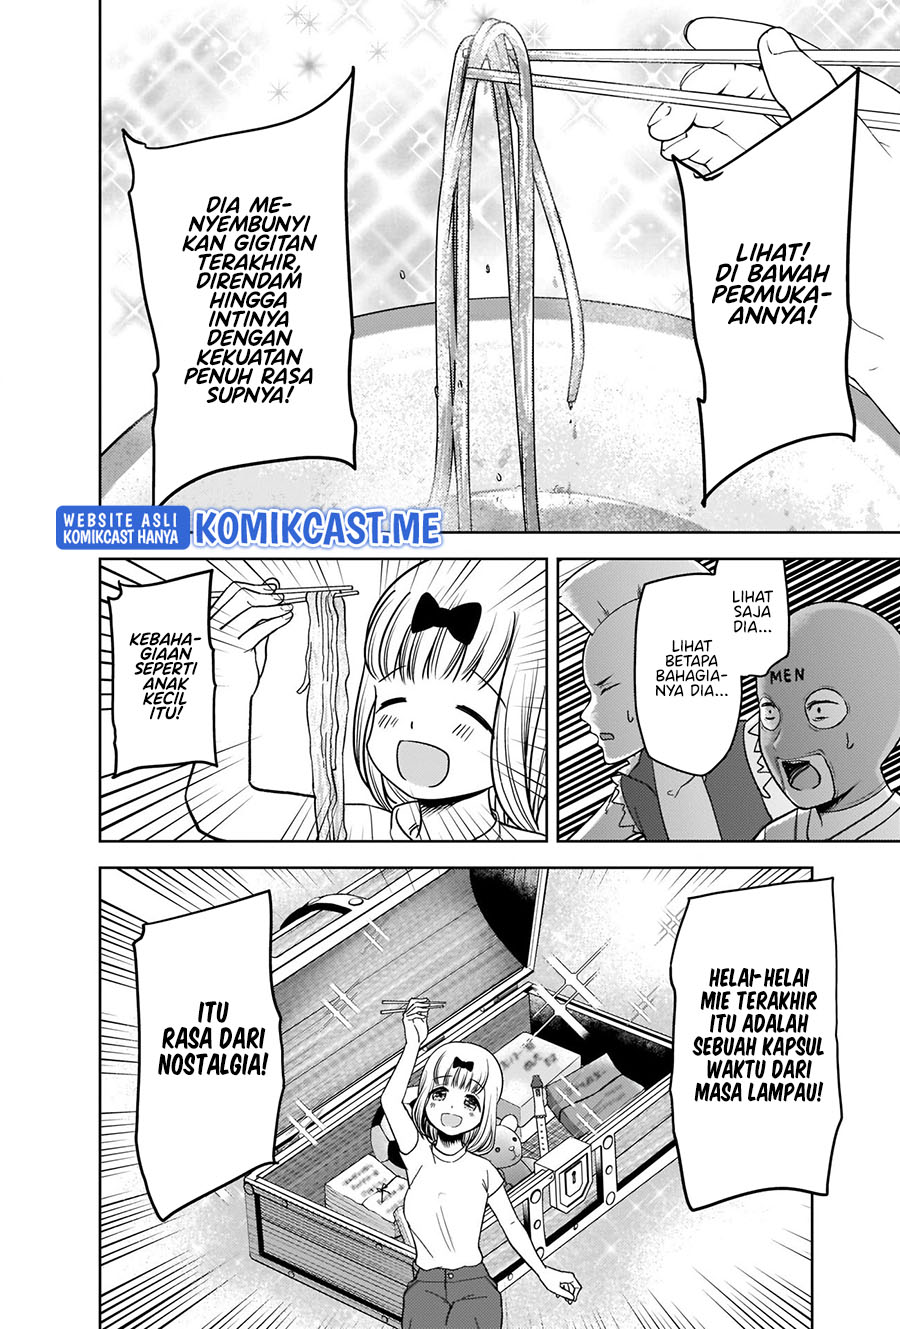 LIHAT!
DI BAWAH
PERMUKA-
ANNYA!
DIA ME-
NYEMBUNYI
KAN GIGITAN
TERAKHIR,
DIRENDAM
HINGGA
INTINYA
DENGAN
KEKUATAN
PENUH RASA
SUPNYA!
WEBSITE ASLI
KOMIKCAST HANYA
KOMIKCAST.ME
LIHAT
SAJA
DIA...
LIHAT
BETAPA
BAHAGIA-
NYA DIA...
MEN
KEBAHA-
GIAAN
SEPERTI
ANAK
KECIL
ITU!
HELAI-HELAI
MIE TERAKHIR
ITU ADALAH
SEBUAH KAPSUL
WAKTU DARI
MASA LAMPAU!
ITU
RASA DARI
NOSTALGIA!